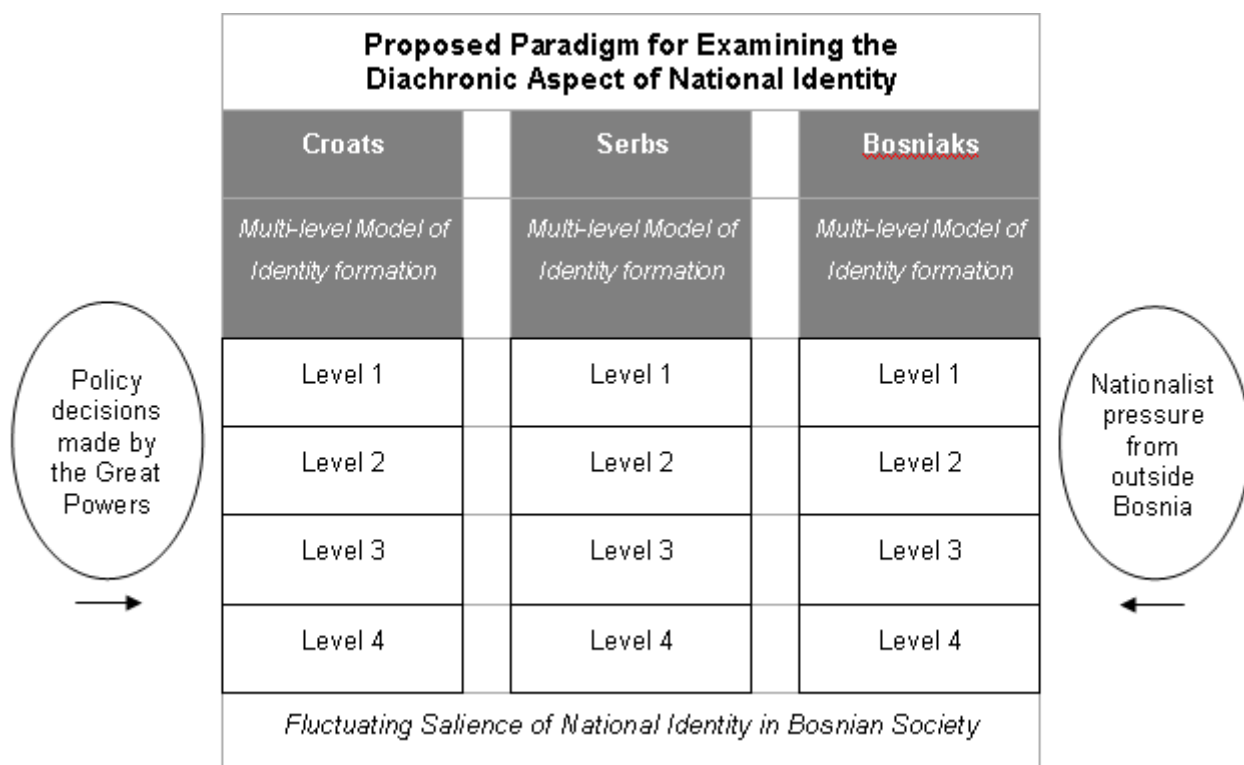 Proposed Paradigm for Examining the
Diachronic Aspect of National Identity
Croats
Serbs
Bosniaks
Multi-level Model of
Identity formation
Multi-level Model of
Identity formation
Multi-level Model of
Identity formation
Policy
decisions
made by
the Great
Powers
Level 1
Level 1
Level 1
Level 2
Level 2
Level 2
Level 3
Level 3
Level 3
Level 4
Level 4
Level 4
Nationalist
pressure
from
outside
Bosnia
Fluctuating Salience of National Identity in Bosnian Society